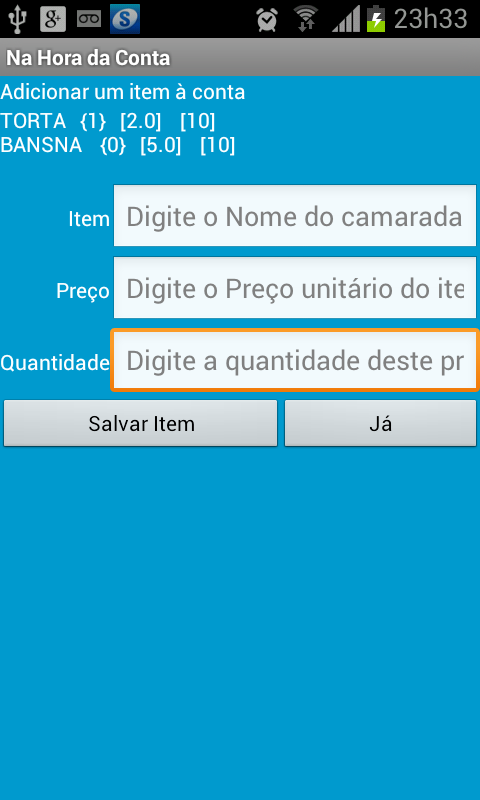 23h33
Na Hora da Conta
Adicionar um item à conta
TORTA {1} [2.0] [10]
BANSNA {0} [5.0] [10]
Item Digite o Nome do camarada
Preço Digite o Preço unitário do ite
Quantidade Digite a quantidade deste pr
Salvar Item Já